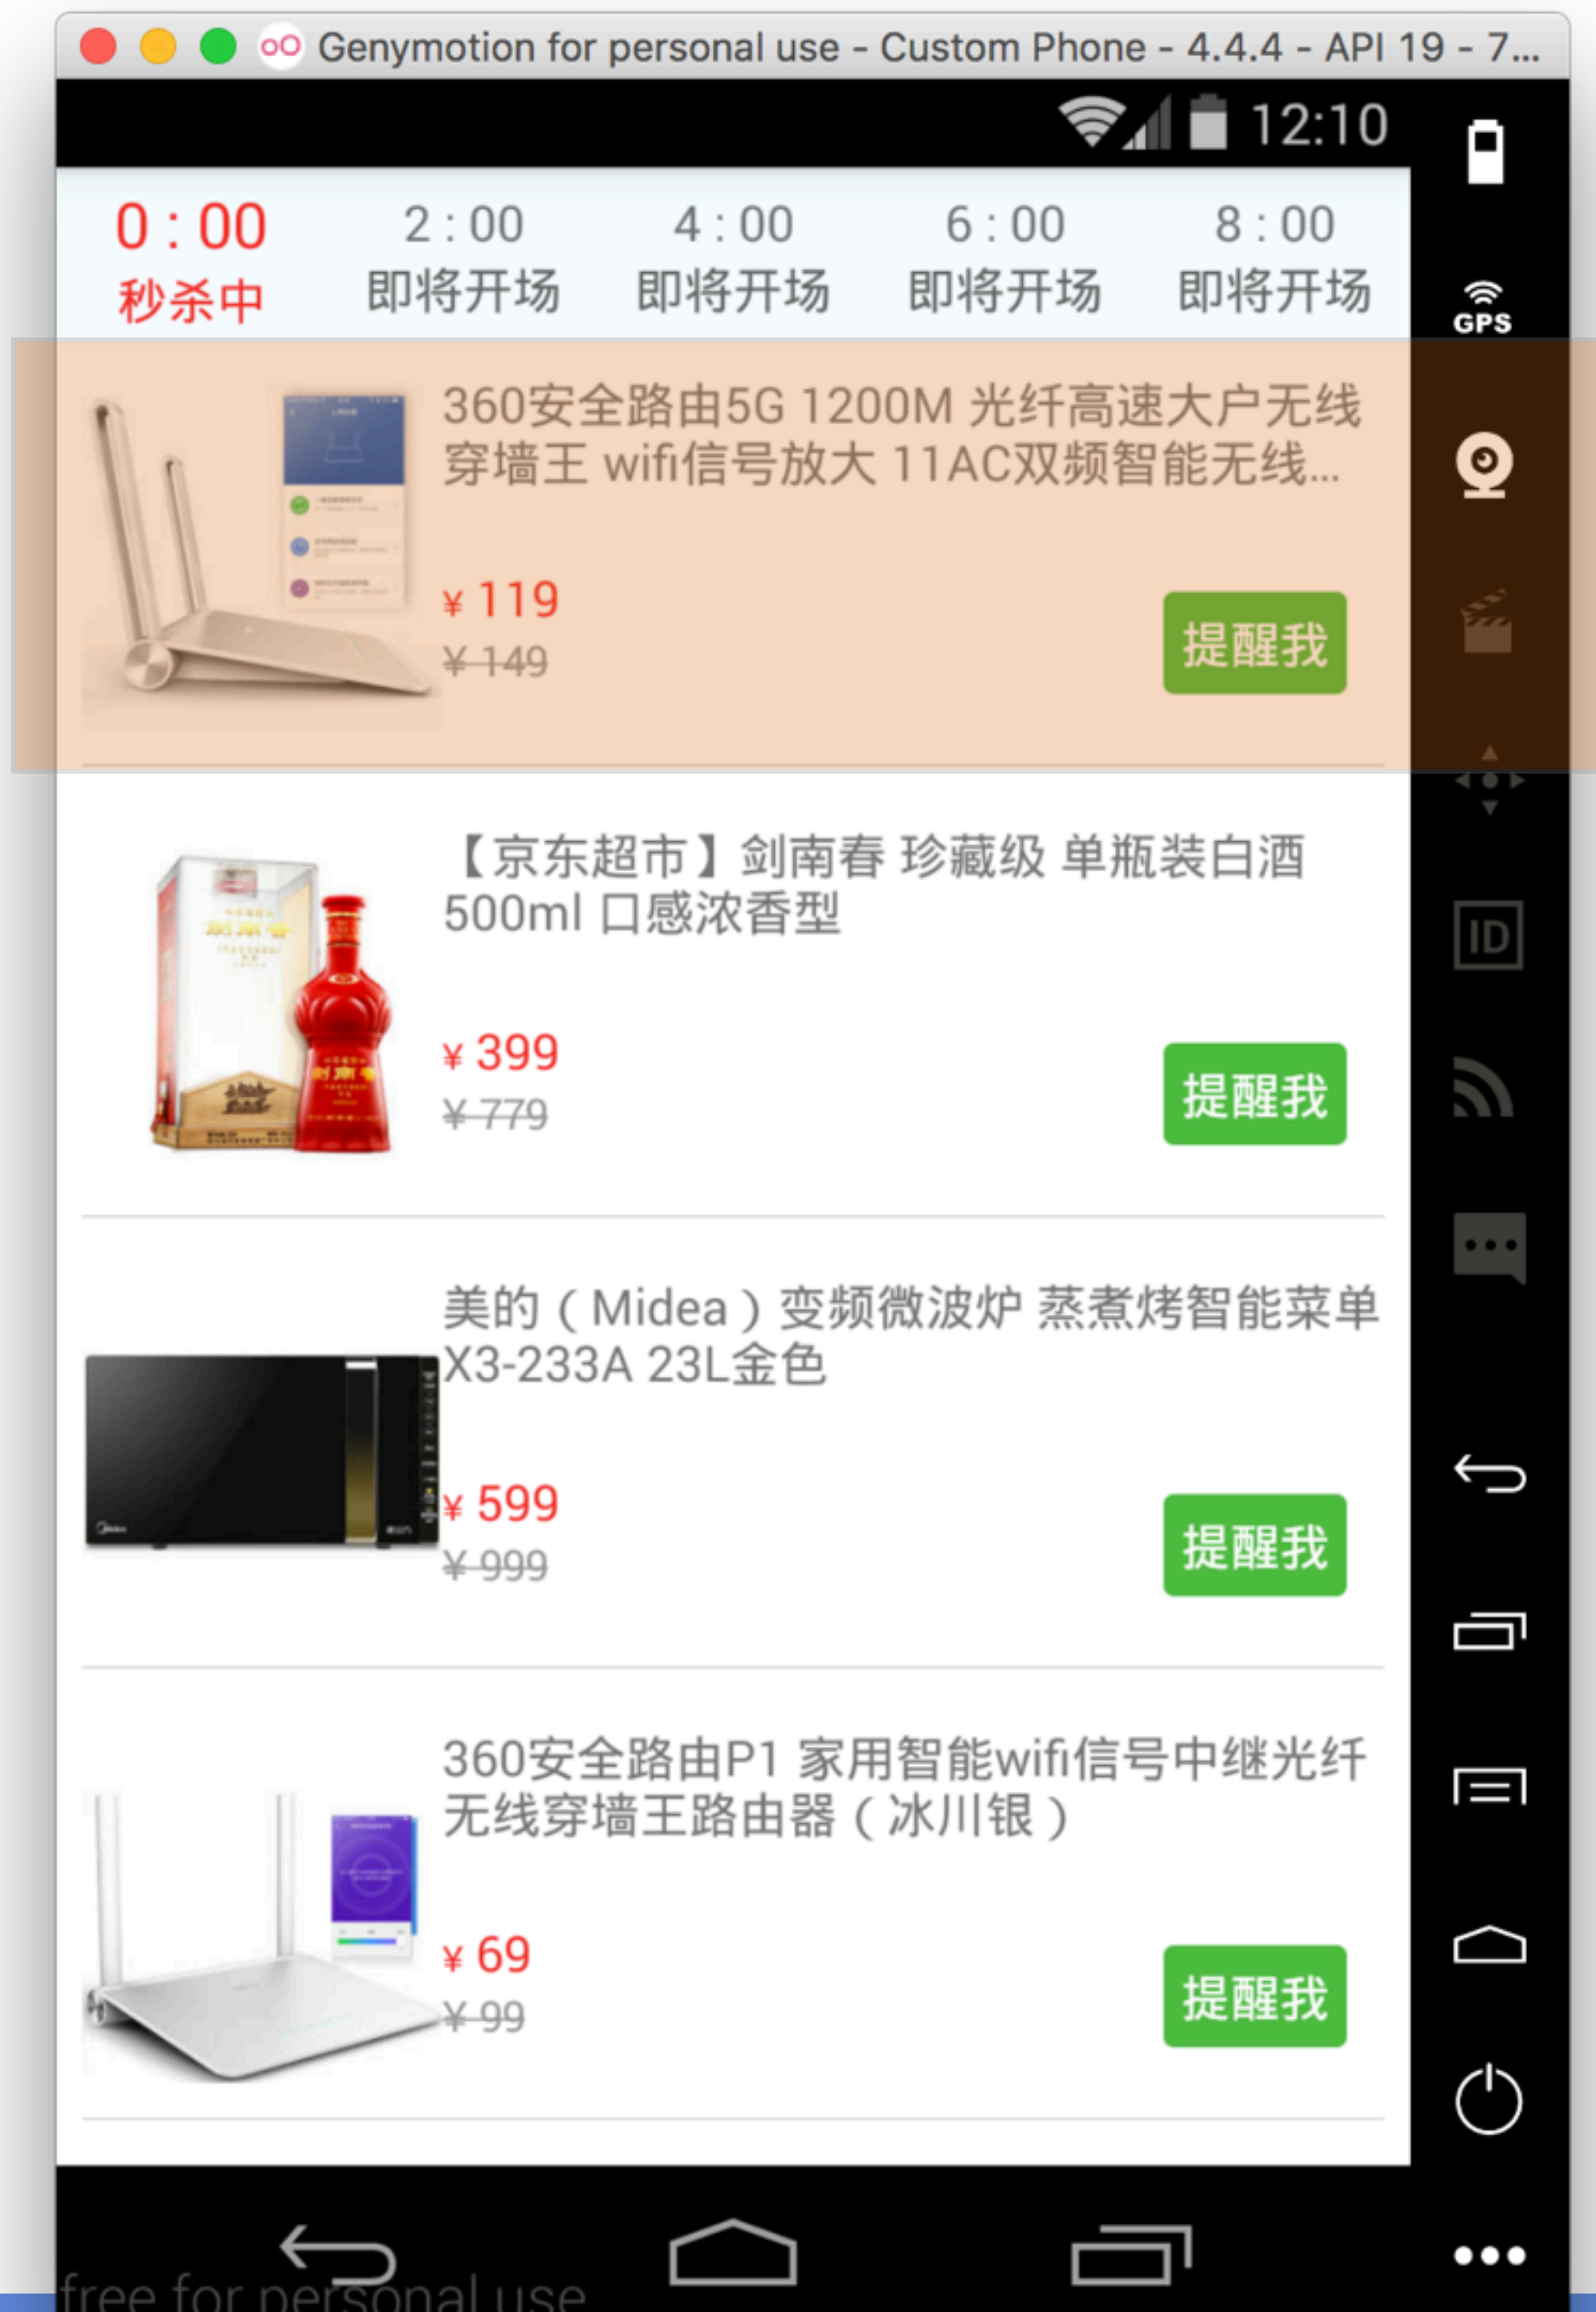 Genymotion for personal use - Custom Phone - 4.4.4 - API 19 - 7...
12:10
0 : 00 2 : 00 4 : 00 6 : 00 8 : 00
秒杀中 即将开场 即将开场 即将开场 即将开场
GPS
360安全路由5G 1200M 光纤高速大户无线
穿墙王 wifi信号放大 11AC双频智能无线...
¥ 119
¥ 149
提醒我
【京东超市】剑南春 珍藏级 单瓶装白酒
500ml 口感浓香型
ID
¥ 399
¥ 779
提醒我
美的（Midea）变频微波炉 蒸煮烤智能菜单
X3-233A 23L金色
¥ 599
¥ 999
提醒我
360安全路由P1 家用智能wifi信号中继光纤
无线穿墙王路由器（冰川银）
¥ 69
¥ 99
提醒我
free for personal use